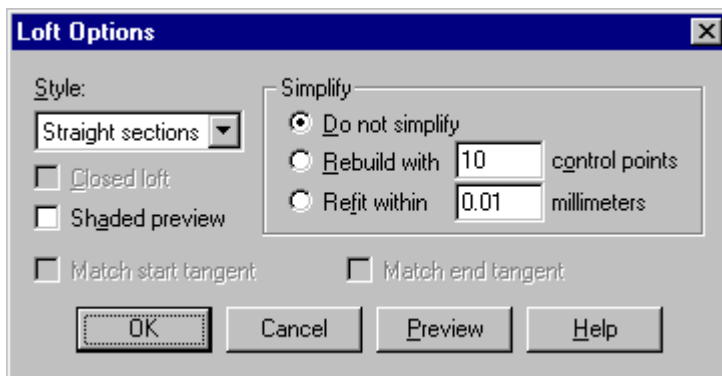 Loft Options
Style:
Straight sections
Closed loft
Shaded preview
Simplify
Do not simplify
Rebuild with 10 control points
Refit within 0.01 millimeters
Match start tangent Match end tangent
OK Cancel Preview Help